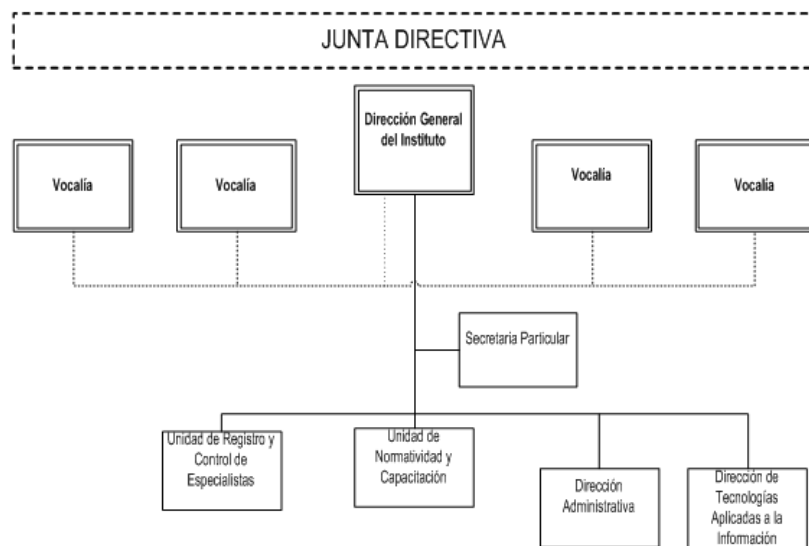 JUNTA DIRECTIVA
Dirección General
del Instituto
Vocalía
Vocalía
Vocalía
Vocalía
Secretaria Particular
Unidad de Registro y
Control de
Especialistas
Unidad de
Normatividad y
Capacitación
Dirección
Administrativa
Dirección de
Tecnologías
Aplicadas a la
Información